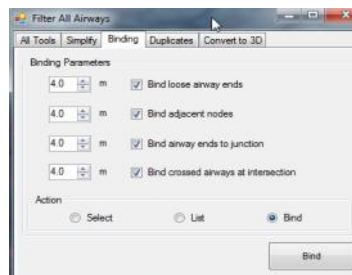 Filter All Airways
All Tools Simplify Binding Duplicates Convert to 3D
Binding Parameters
4.0 m Bind loose airway ends
4.0 m Bind adjacent nodes
4.0 m Bind airway ends to junction
4.0 m Bind crossed airways at intersection
Action
Select List Bind
Bind